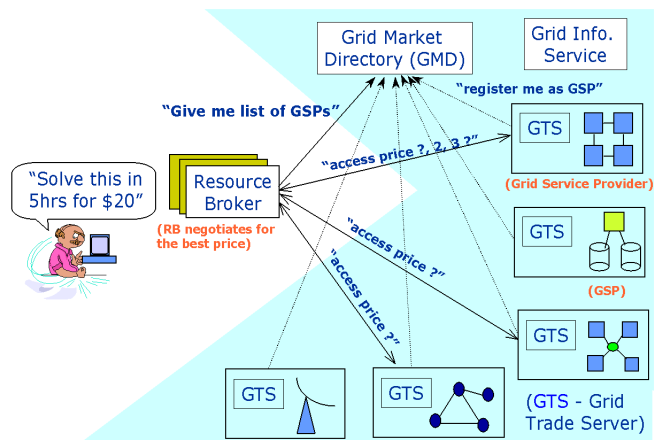 Grid Market
Directory (GMD)
Grid Info.
Service
“register me as GSP”
“Give me list of GSPs”
GTS
“access price ?, 2, 3 ?”
(Grid Service Provider)
“Solve this in
5hrs for $20”
Resource
Broker
(RB negotiates for
the best price)
“access price ?”
GTS
(GSP)
“access price ?”
GTS
GTS
GTS
(GTS - Grid
Trade Server)